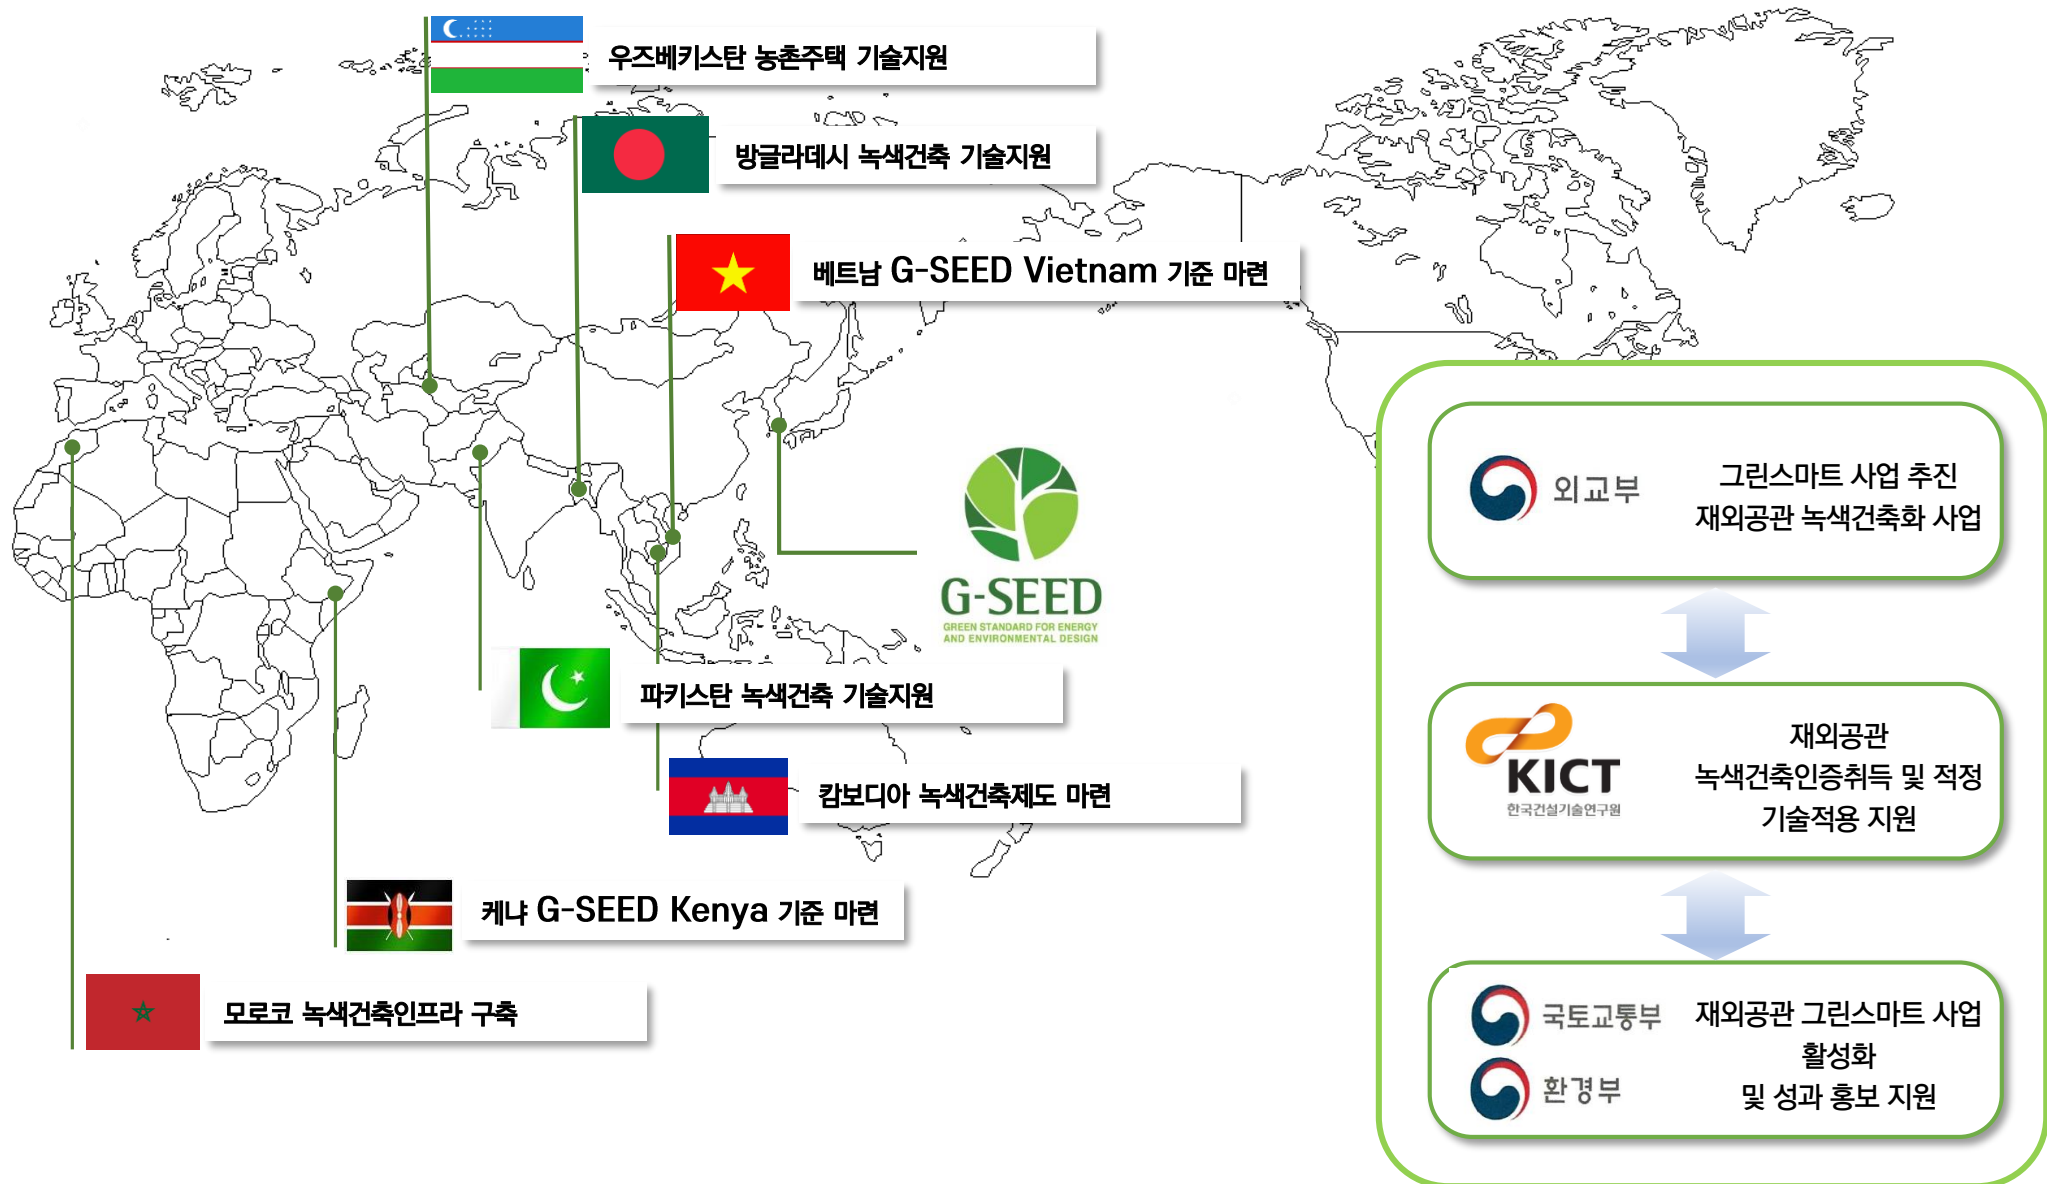 우즈베키스탄 농촌주택 기술지원
방글라데시 녹색건축 기술지원
베트남 G-SEED Vietnam 기준 마련
G-SEED
GREEN STANDARD FOR ENERGY
AND ENVIRONMENTAL DESIGN
파키스탄 녹색건축 기술지원
캄보디아 녹색건축제도 마련
케냐 G-SEED Kenya 기준 마련
모로코 녹색건축인프라 구축
외교부
그린스마트 사업 추진
재외공관 녹색건축화 사업
KICT
한국건설기술연구원
재외공관
녹색건축인증취득 및 적정
기술적용 지원
국토교통부
환경부
재외공관 그린스마트 사업
활성화
및 성과 홍보 지원